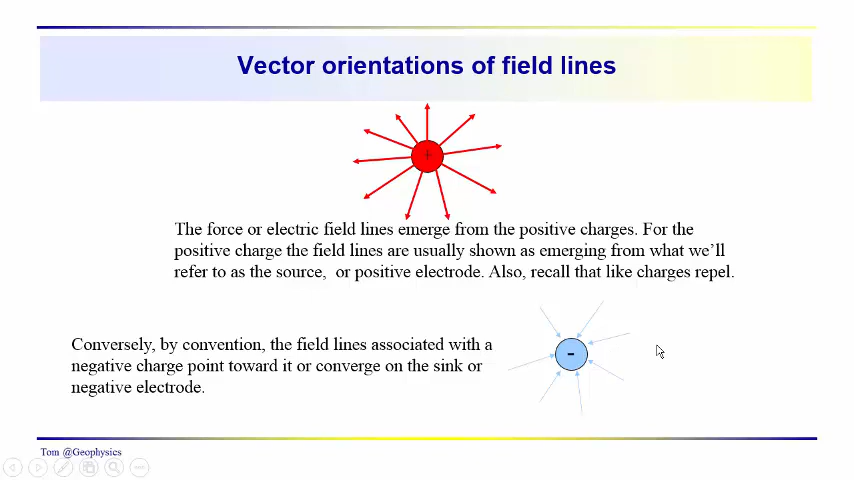 Vector orientations of field lines
+
The force or electric field lines emerge from the positive charges. For the
positive charge the field lines are usually shown as emerging from what we’ll
refer to as the source,  or positive electrode. Also, recall that like charges repel.
Conversely, by convention, the field lines associated with a
negative charge point toward it or converge on the sink or
negative electrode.
-
Tom @Geophysics